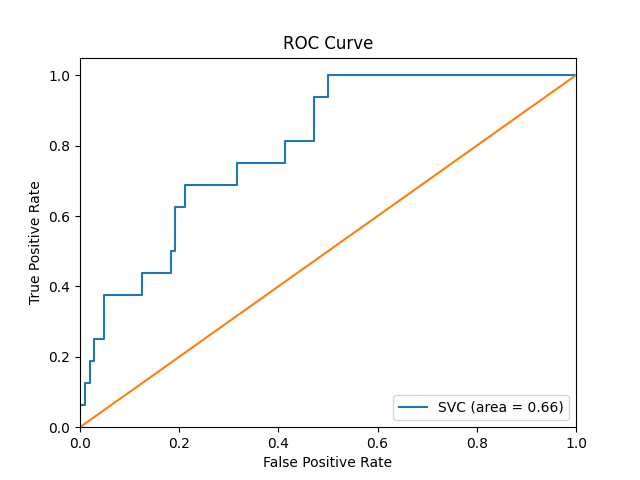 ROC Curve
True Positive Rate
1.0
0.8
0.6
0.4
0.2
0.0
0.0 0.2 0.4 0.6 0.8 1.0
False Positive Rate
SVC (area = 0.66)